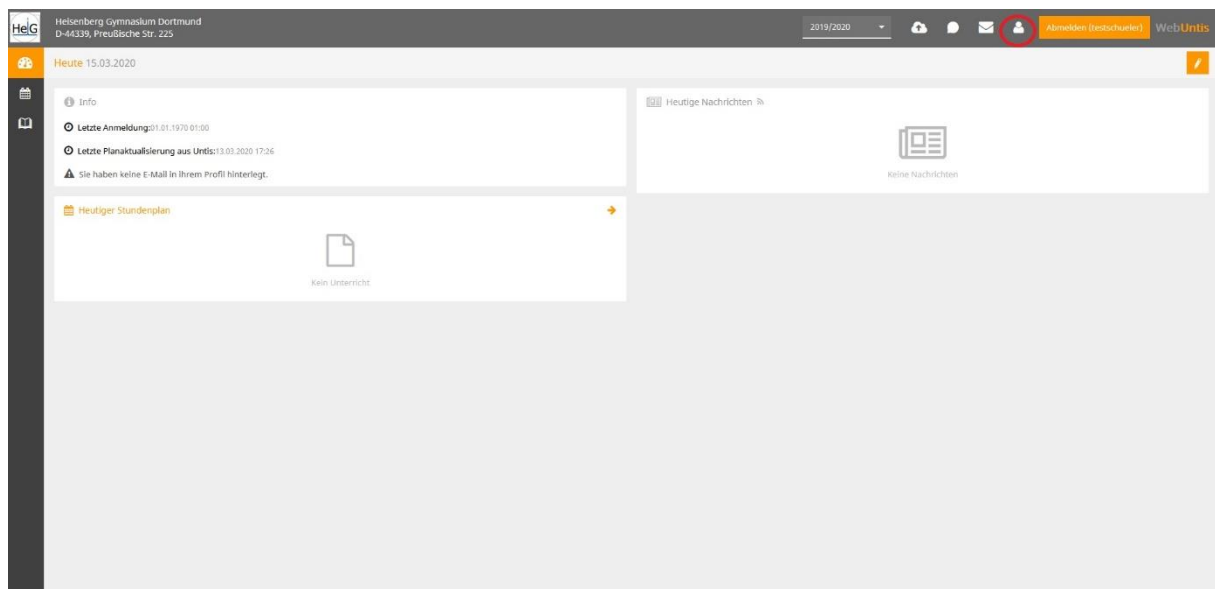 HeG
Heisenberg Gymnasium Dortmund
D-44339, Preußische Str. 225
2019/2020
Abmelden (testschueler)
WebUntis
Heute 15.03.2020
Info
Letzte Anmeldung:01.01.1970 01:00
Letzte Planaktualisierung aus Untis:13.03.2020 17:26
Sie haben keine E-Mail in ihrem Profil hinterlegt.
Heutige Nachrichten
Keine Nachrichten
Heutiger Stundenplan
Kein Unterricht